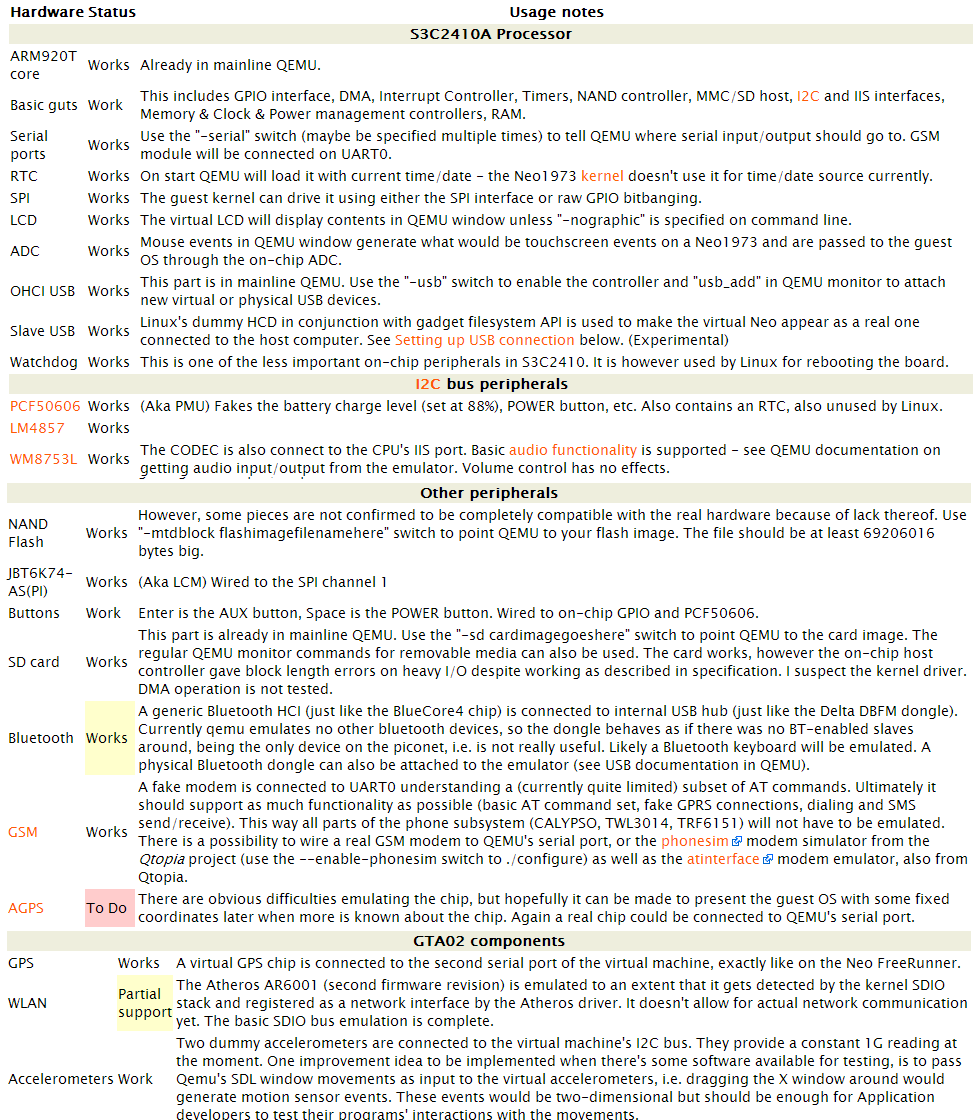 Hardware Status Usage notes
S3C2410A Processor
ARM920T
core
Works Already in mainline QEMU.
Basic guts Work This includes GPIO interface, DMA, Interrupt Controller, Timers, NAND controller, MMC/SD host, I2C and IIS interfaces,
Memory & Clock & Power management controllers, RAM.
Serial
ports
Works Use the "-serial" switch (maybe be specified multiple times) to tell QEMU where serial input/output should go to. GSM
module will be connected on UART0.
RTC Works On start QEMU will load it with current time/date - the Neo1973 kernel doesn't use it for time/date source currently.
SPI Works The guest kernel can drive it using either the SPI interface or raw GPIO bitbanging.
LCD Works The virtual LCD will display contents in QEMU window unless "-nographic" is specified on command line.
ADC Works Mouse events in QEMU window generate what would be touchscreen events on a Neo1973 and are passed to the guest
OS through the on-chip ADC.
OHCI USB Works This part is in mainline QEMU. Use the "-usb" switch to enable the controller and "usb_add" in QEMU monitor to attach
new virtual or physical USB devices.
Slave USB Works Linux's dummy HCD in conjunction with gadget filesystem API is used to make the virtual Neo appear as a real one
connected to the host computer. See Setting up USB connection below. (Experimental)
Watchdog Works This is one of the less important on-chip peripherals in S3C2410. It is however used by Linux for rebooting the board.
I2C bus peripherals
PCF50606 Works (Aka PMU) Fakes the battery charge level (set at 88%), POWER button, etc. Also contains an RTC, also unused by Linux.
LM4857 Works
WM8753L Works The CODEC is also connect to the CPU's IIS port. Basic audio functionality is supported - see QEMU documentation on
getting audio input/output from the emulator. Volume control has no effects.
Other peripherals
NAND
Flash
Works However, some pieces are not confirmed to be completely compatible with the real hardware because of lack thereof. Use
"-mtdblock flashimagefilenamehere" switch to point QEMU to your flash image. The file should be at least 69206016
bytes big.
JBT6K74-
AS(PI)
Works (Aka LCM) Wired to the SPI channel 1
Buttons Work Enter is the AUX button, Space is the POWER button. Wired to on-chip GPIO and PCF50606.
SD card Works This part is already in mainline QEMU. Use the "-sd cardimagegoeshere" switch to point QEMU to the card image. The
regular QEMU monitor commands for removable media can also be used. The card works, however the on-chip host
controller gave block length errors on heavy I/O despite working as described in specification. I suspect the kernel driver.
DMA operation is not tested.
Bluetooth Works A generic Bluetooth HCI (just like the BlueCore4 chip) is connected to internal USB hub (just like the Delta DBFM dongle).
Currently qemu emulates no other bluetooth devices, so the dongle behaves as if there was no BT-enabled slaves
around, being the only device on the piconet, i.e. is not really useful. Likely a Bluetooth keyboard will be emulated. A
physical Bluetooth dongle can also be attached to the emulator (see USB documentation in QEMU).
GSM Works A fake modem is connected to UART0 understanding a (currently quite limited) subset of AT commands. Ultimately it
should support as much functionality as possible (basic AT command set, fake GPRS connections, dialing and SMS
send/receive). This way all parts of the phone subsystem (CALYPSO, TWL3014, TRF6151) will not have to be emulated.
There is a possibility to wire a real GSM modem to QEMU's serial port, or the phonesim modem simulator from the
Qtopia project (use the --enable-phonesim switch to ./configure) as well as the atinterface modem emulator, also from
Qtopia.
AGPS To Do There are obvious difficulties emulating the chip, but hopefully it can be made to present the guest OS with some fixed
coordinates later when more is known about the chip. Again a real chip could be connected to QEMU's serial port.
GTA02 components
GPS Works A virtual GPS chip is connected to the second serial port of the virtual machine, exactly like on the Neo FreeRunner.
WLAN Partial
support
The Atheros AR6001 (second firmware revision) is emulated to an extent that it gets detected by the kernel SDIO
stack and registered as a network interface by the Atheros driver. It doesn't allow for actual network communication
yet. The basic SDIO bus emulation is complete.
Accelerometers Work Two dummy accelerometers are connected to the virtual machine's I2C bus. They provide a constant 1G reading at
the moment. One improvement idea to be implemented when there's some software available for testing, is to pass
Qemu's SDL window movements as input to the virtual accelerometers, i.e. dragging the X window around would
generate motion sensor events. These events would be two-dimensional but should be enough for Application
developers to test their programs' interactions with the movements.